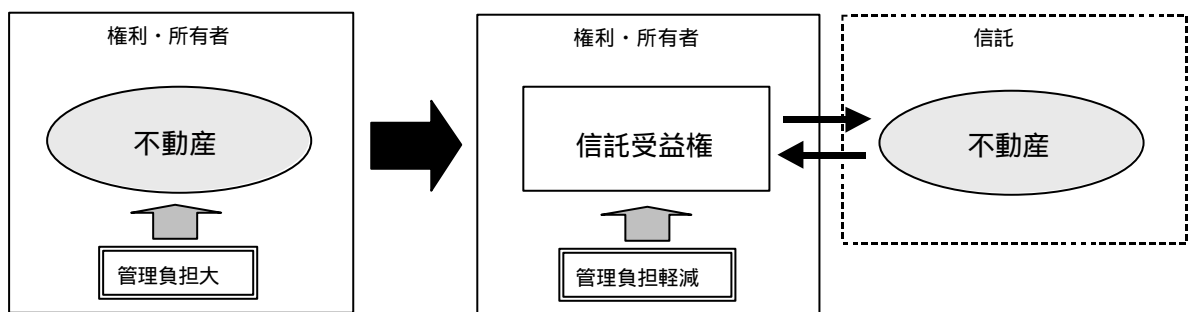 権利・所有者
不動産
管理負担大
権利・所有者
信託受益権
管理負担軽減
信託
不動産